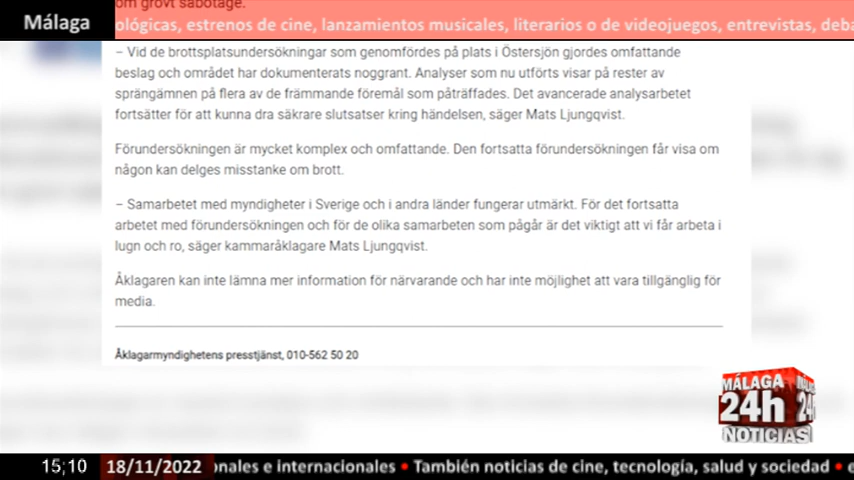 om grovt sabotage.
Málaga
ológicas, estrenos de cine, lanzamientos musicales, literarios o de videojuegos, entrevistas, deba
– Vid de brottsplatsundersökningar som genomfördes på plats i Östersjön gjordes omfattande
beslag och området har dokumenterats noggrant. Analyser som nu utförts visar på rester av
sprängämnen på flera av de främmande föremål som påträffades. Det avancerade analysarbetet
fortsätter för att kunna dra säkrare slutsatser kring händelsen, säger Mats Ljungqvist.
Förundersökningen är mycket komplex och omfattande. Den fortsatta förundersökningen får visa om
någon kan delges misstanke om brott.
– Samarbetet med myndigheter i Sverige och i andra länder fungerar utmärkt. För det fortsatta
arbetet med förundersökningen och för de olika samarbeten som pågår är det viktigt att vi får arbeta i
lugn och ro, säger kammaråklagare Mats Ljungqvist.
Åklagaren kan inte lämna mer information för närvarande och har inte möjlighet att vara tillgänglig för
media.
Åklagarmyndighetens presstjänst, 010-562 50 20
MÁLAGA
24h 24
NOTICIAS
15:10 18/11/2022 onales e internacionales • También noticias de cine, tecnología, salud y sociedad • e